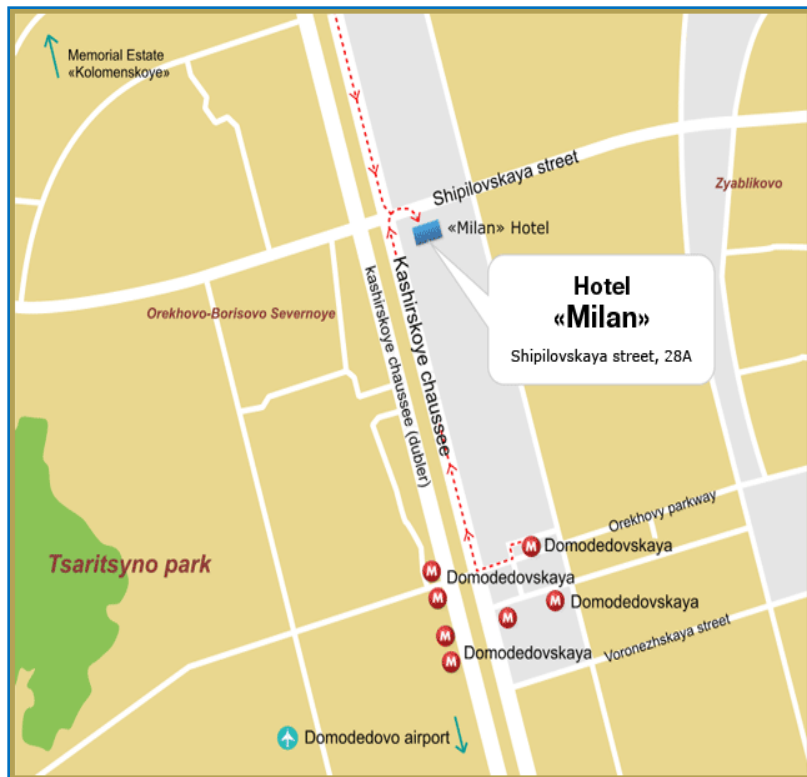 Memorial Estate
«Kolomenskoye»
Shipilovskaya street
Zyablikovo
«Milan» Hotel
Hotel
«Milan»
Shipilovskaya street, 28A
Orekhovo-Borisovo Severnoye
Kashirskoye chaussee
kashirskoye chaussee (dubler)
Orekhovy parkway
M Domodedovskaya
Tsaritsyno park
M Domodedovskaya
M
M Domodedovskaya
M
Voronezhskaya street
M
M Domodedovskaya
Domodedovo airport